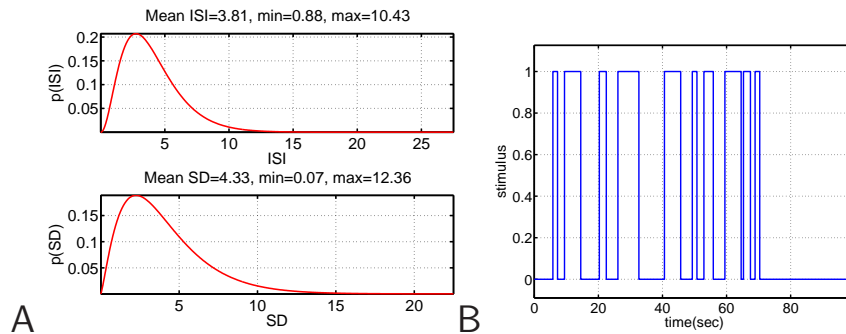 Mean ISI=3.81, min=0.88, max=10.43
0.2
0.15
0.1
0.05
p(ISI)
5 10 15 20 25
ISI
Mean SD=4.33, min=0.07, max=12.36
0.15
0.1
0.05
p(SD)
5 10 15 20
SD
A
1
0.8
0.6
0.4
0.2
0
stimulus
0 20 40 60 80
time(sec)
B